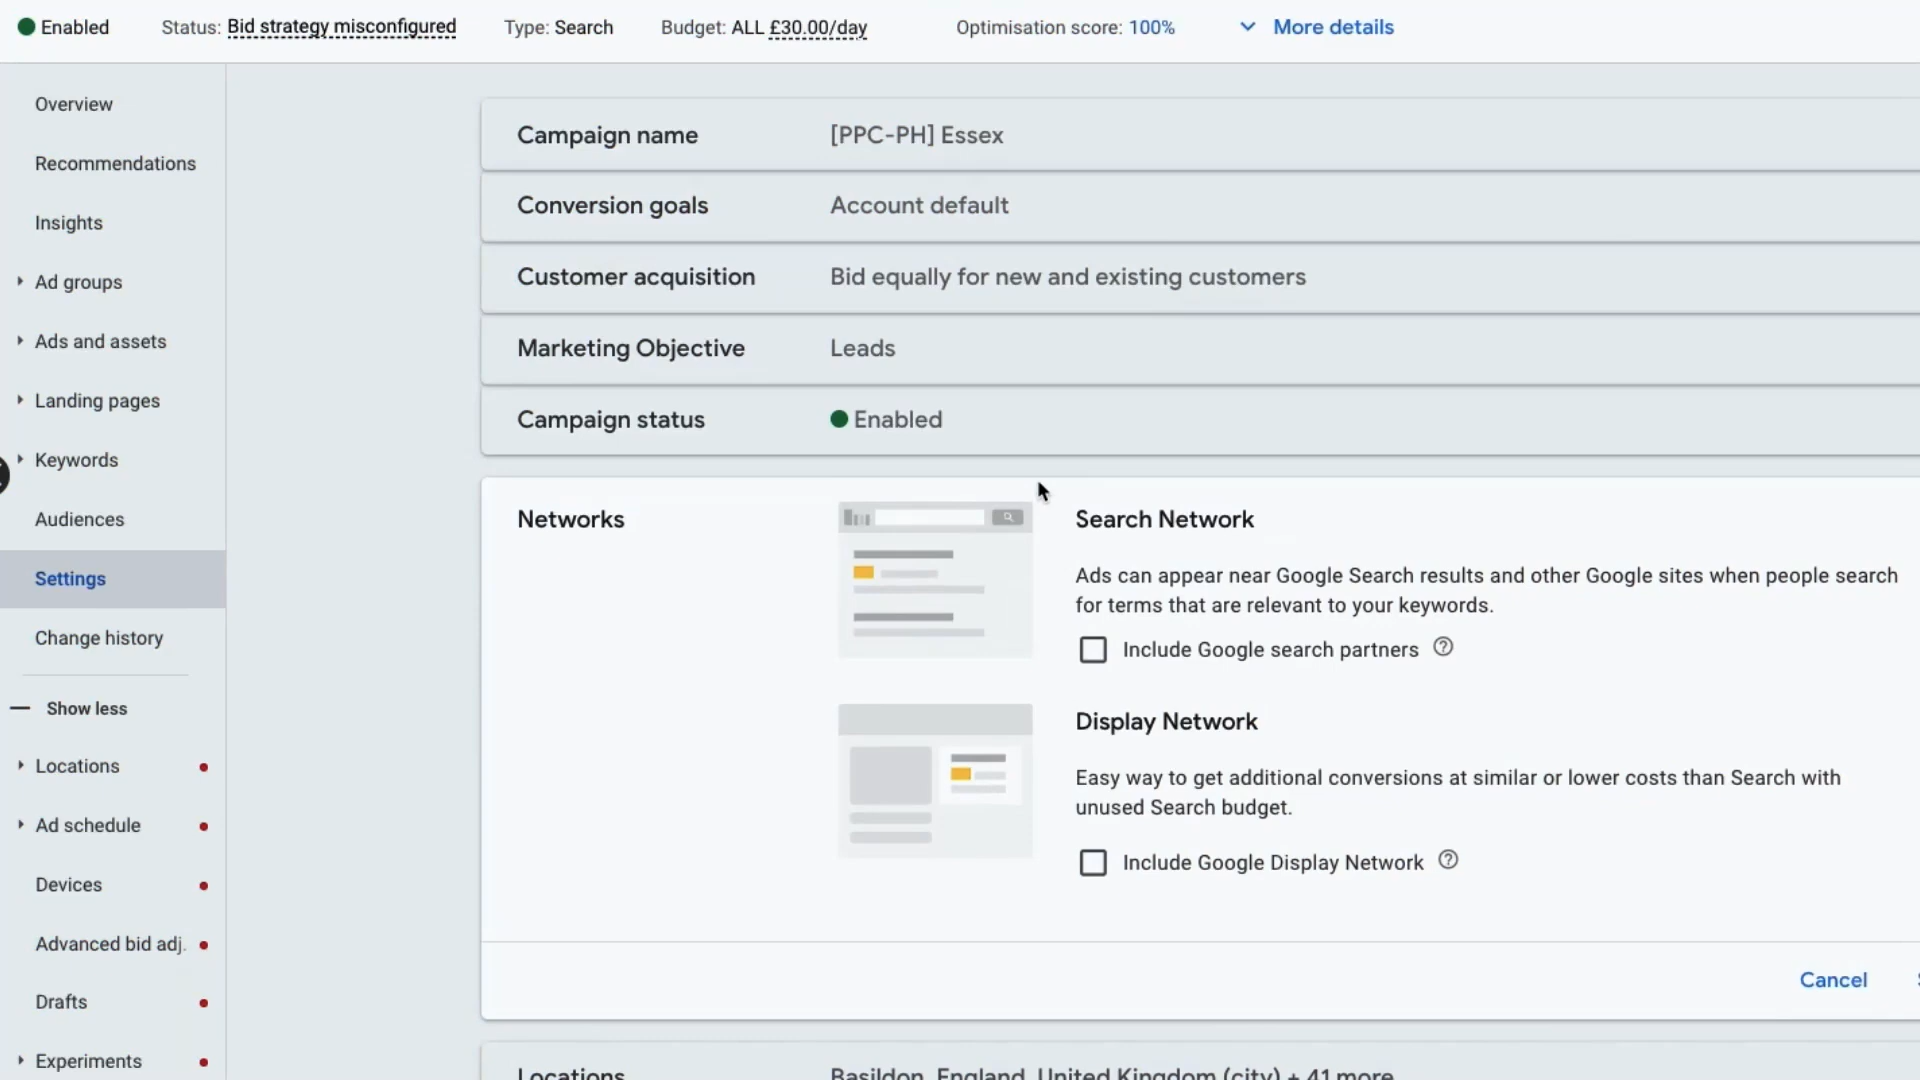 Enabled
Status: Bid strategy misconfigured
Type: Search
Budget: ALL £30.00/day
Optimisation score: 100%
More details
Overview
Recommendations
Insights
Ad groups
Ads and assets
Landing pages
Keywords
Audiences
Settings
Change history
Show less
Locations
Ad schedule
Devices
Advanced bid adj.
Drafts
Experiments
Campaign name
[PPC-PH] Essex
Conversion goals
Account default
Customer acquisition
Bid equally for new and existing customers
Marketing Objective
Leads
Campaign status
Enabled
Networks
Search Network
Ads can appear near Google Search results and other Google sites when people search
for terms that are relevant to your keywords.
Include Google search partners
Display Network
Easy way to get additional conversions at similar or lower costs than Search with
unused Search budget.
Include Google Display Network
Cancel
Locations
Basildon, England, United Kingdom (city) + 41 more